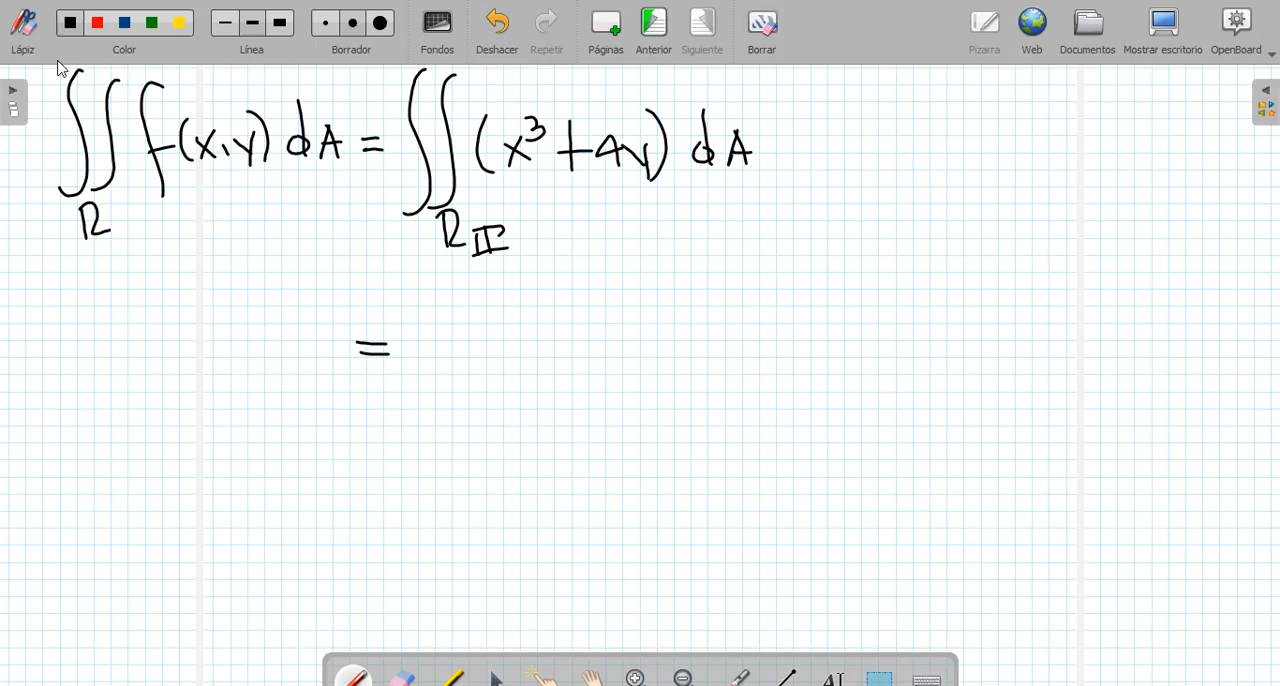 Lápiz Color Línea Borrador Fondos Deshacer Repetir Páginas Anterior Siguiente Borrar Pizarra Web Documentos Mostrar escritorio OpenBoard
∬_R f(x,y) dA = ∬_{R_II} (x³ + 4y) dA
=